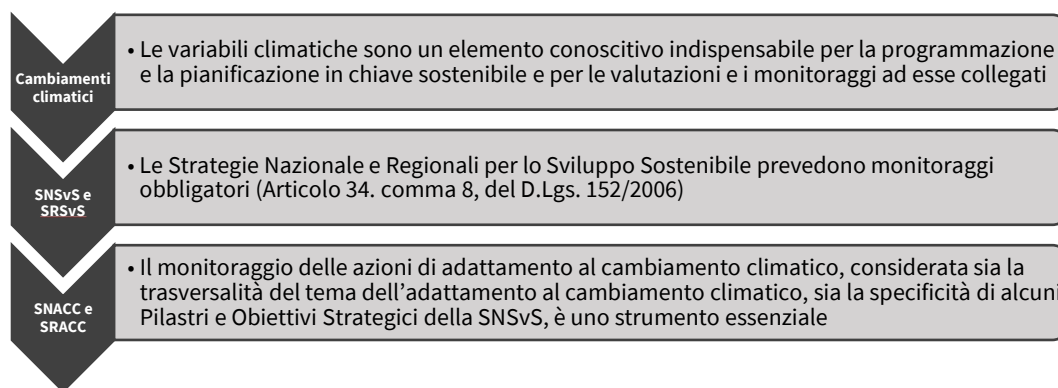 Cambiamenti
climatici
• Le variabili climatiche sono un elemento conoscitivo indispensabile per la programmazione
e la pianificazione in chiave sostenibile e per le valutazioni e i monitoraggi ad esse collegati
SNSvS e
SRSvS
• Le Strategie Nazionale e Regionali per lo Sviluppo Sostenibile prevedono monitoraggi
obbligatori (Articolo 34. comma 8, del D.Lgs. 152/2006)
SNACC e
SRACC
• Il monitoraggio delle azioni di adattamento al cambiamento climatico, considerata sia la
trasversalità del tema dell’adattamento al cambiamento climatico, sia la specificità di alcuni
Pilastri e Obiettivi Strategici della SNSvS, è uno strumento essenziale